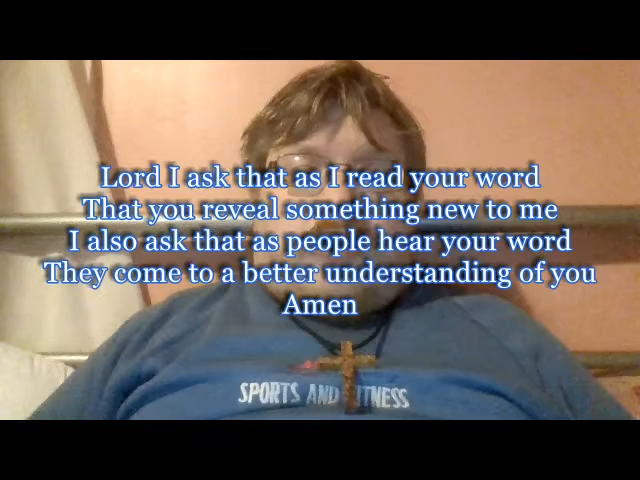 Lord I ask that as I read your word
That you reveal something new to me
I also ask that as people hear your word
They come to a better understanding of you
Amen
SPORTS AND FITNESS